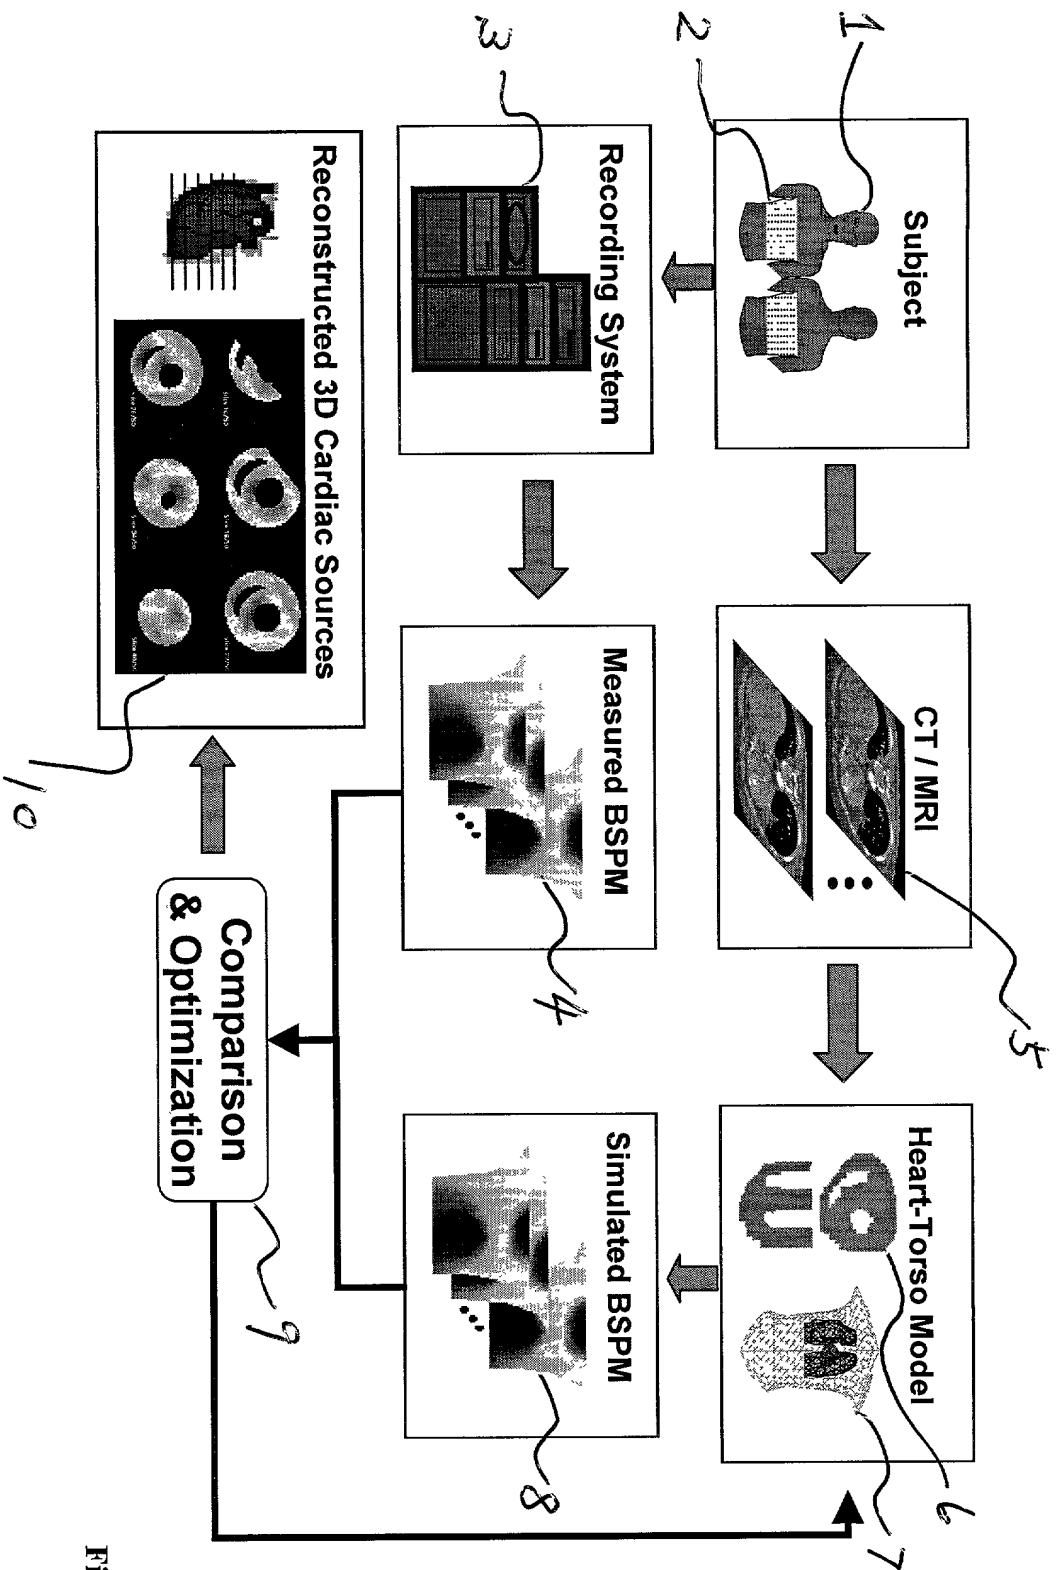 1
Subject
2
CT / MRI
5
Heart-Torso Model
6
7
3
Recording System
Measured BSPM
4
Simulated BSPM
8
Reconstructed 3D Cardiac Sources
10
Comparison
& Optimization
9